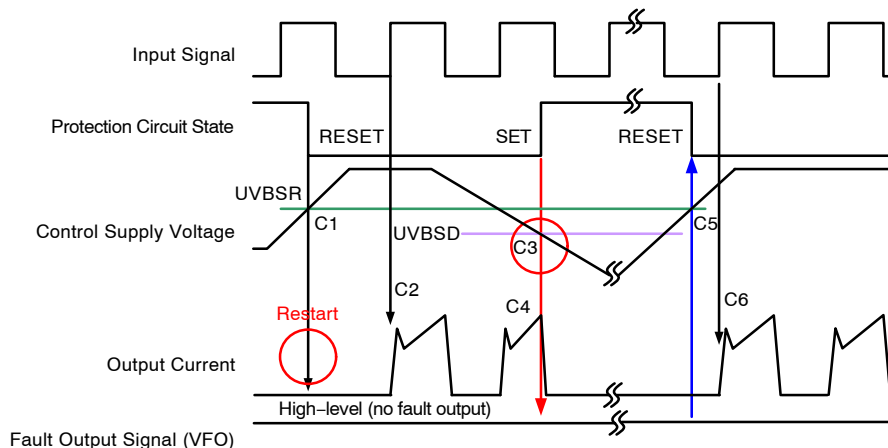 Input Signal
Protection Circuit State
RESET
SET
RESET
UVBSR
C1
C5
Control Supply Voltage
UVBSD
C3
C2
C6
Restart
C4
Output Current
High−level (no fault output)
Fault Output Signal (VFO)